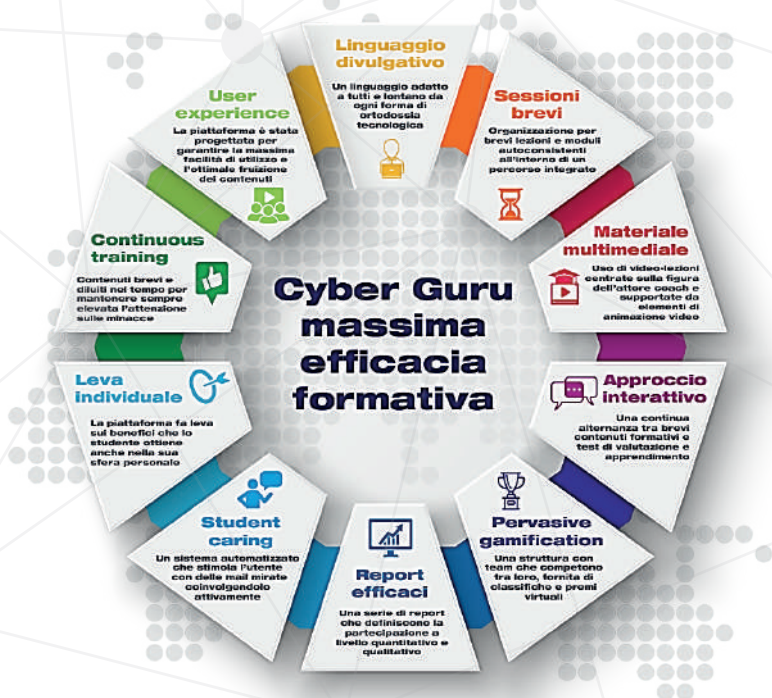 Linguaggio
divulgativo
Un linguaggio adatto
a tutti e lontano da
ogni forma di
ortodossia
tecnologica
Sessioni
brevi
Organizzazione per
brevi lezioni e moduli
autoconsistenti
all'interno di un
percorso integrato
Materiale
multimediale
Uso di video-lezioni
centrate sulla figura
dell'attore coach e
supportate da
elementi di
animazione video
Approccio
interattivo
Una continua
alternanza tra brevi
contenuti formativi e
test di valutazione e
apprendimento
Pervasive
gamification
Una struttura con
team che competono
tra loro, fornita di
classifiche e premi
virtuali
Report
efficaci
Una serie di report
che definiscono la
partecipazione a
livello quantitativo e
qualitativo
Student
caring
Un sistema automatizzato
che stimola l'utente
con delle mail mirate
coinvolgendolo
attivamente
Leva
individuale
La piattaforma fa leva
sui benefici che lo
studente ottiene
anche nella sua
sfera personale
Continuous
training
Contenuti brevi e
diluiti nel tempo per
mantenere sempre
elevata l'attenzione
sulle minacce
User
experience
La piattaforma è stata
progettata per
garantire la massima
facilità di utilizzo e
l'ottimale fruizione
dei contenuti
Cyber Guru
massima
efficacia
formativa